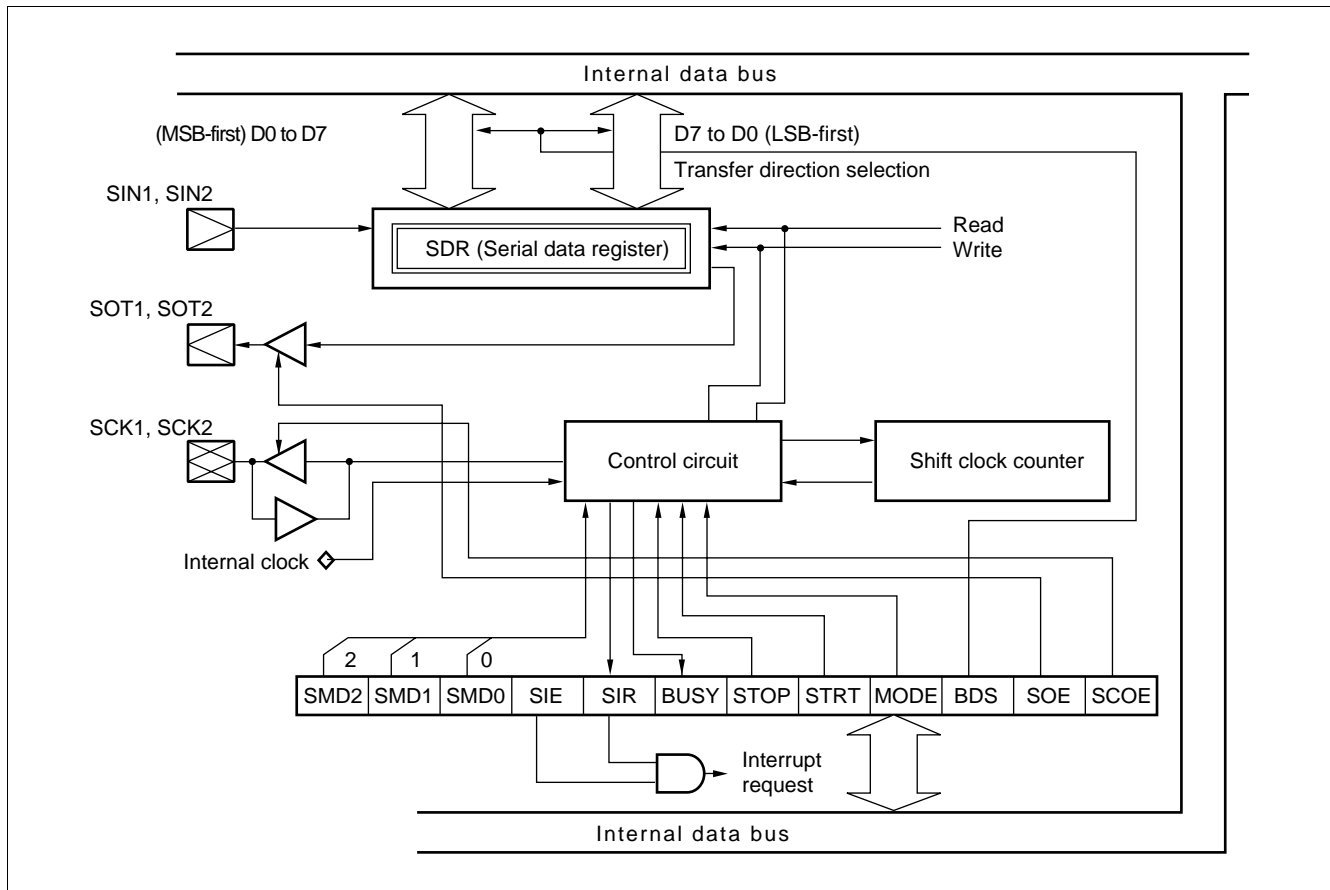 Internal data bus
(MSB-first) D0 to D7
D7 to D0 (LSB-first)
Transfer direction selection
SIN1, SIN2
SDR (Serial data register)
Read
Write
SOT1, SOT2
SCK1, SCK2
Control circuit
Shift clock counter
Internal clock
2 1 0
SMD2 SMD1 SMD0 SIE SIR BUSY STOP STRT MODE BDS SOE SCOE
Interrupt
request
Internal data bus